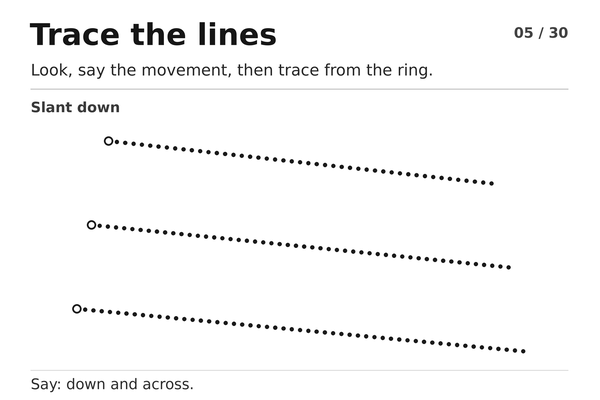 Trace the lines
05 / 30
Look, say the movement, then trace from the ring.
Slant down
Say: down and across.